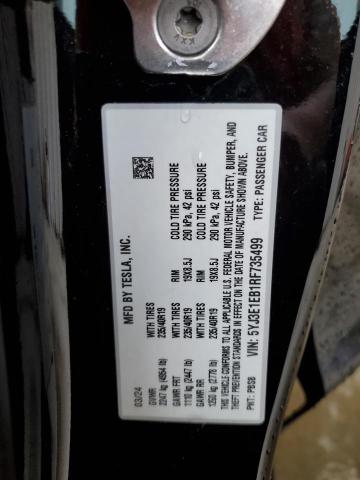 MFD BY TESLA, INC.
03/24
GVWR WITH TIRES RIM COLD TIRE PRESSURE
2247 kg (4954 lb) 235/40R19 19X8.5J 290 kPa, 42 psi
GAWR FRT WITH TIRES RIM COLD TIRE PRESSURE
1110 kg (2447 lb) 235/40R19 19X8.5J 290 kPa, 42 psi
GAWR RR
1260 kg (2778 lb) 235/40R19
THIS VEHICLE CONFORMS TO ALL APPLICABLE FEDERAL MOTOR VEHICLE SAFETY, BUMPER, AND
THEFT PREVENTION STANDARDS IN EFFECT ON THE DATE OF MANUFACTURE SHOWN ABOVE.
PNT: PBSB VIN: 5YJ3E1EB1RF735499 TYPE: PASSENGER CAR